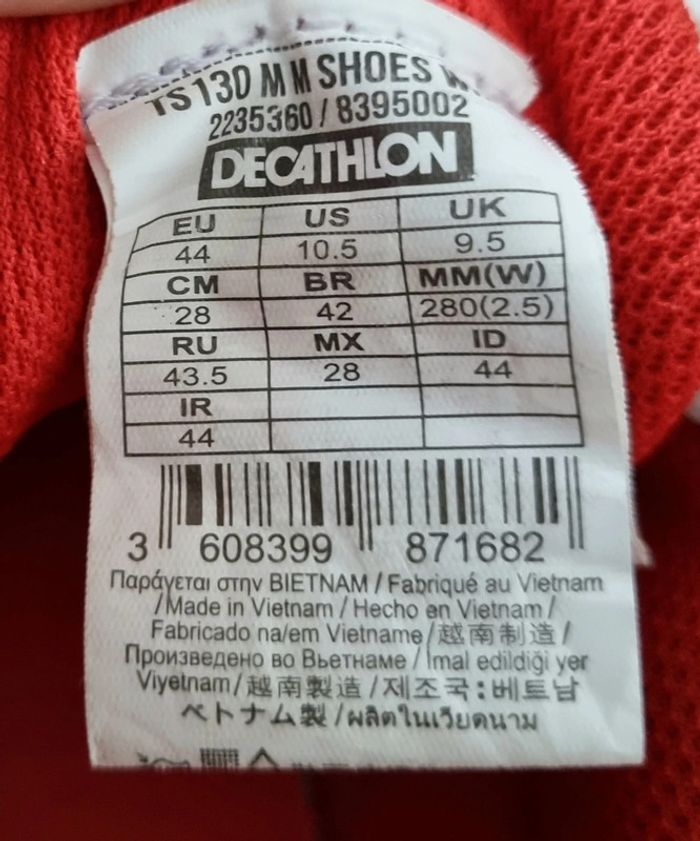 TS130 M M SHOES
2235360 / 8395002
DECATHLON
EU US UK
44 10.5 9.5
CM BR MM(W)
28 42 280(2.5)
RU MX ID
43.5 28 44
IR
44
3 608399 871682
Παράγεται στην ΒΙΕΤΝΑΜ / Fabriqué au Vietnam
/ Made in Vietnam / Hecho en Vietnam /
Fabricado na/em Vietname / 越南制造 /
Произведено во Вьетнаме / İmal edildiği yer
Viyetnam / 越南製造 / 제조국 : 베트남
ベトナム製 / ผลิตในเวียดนาม